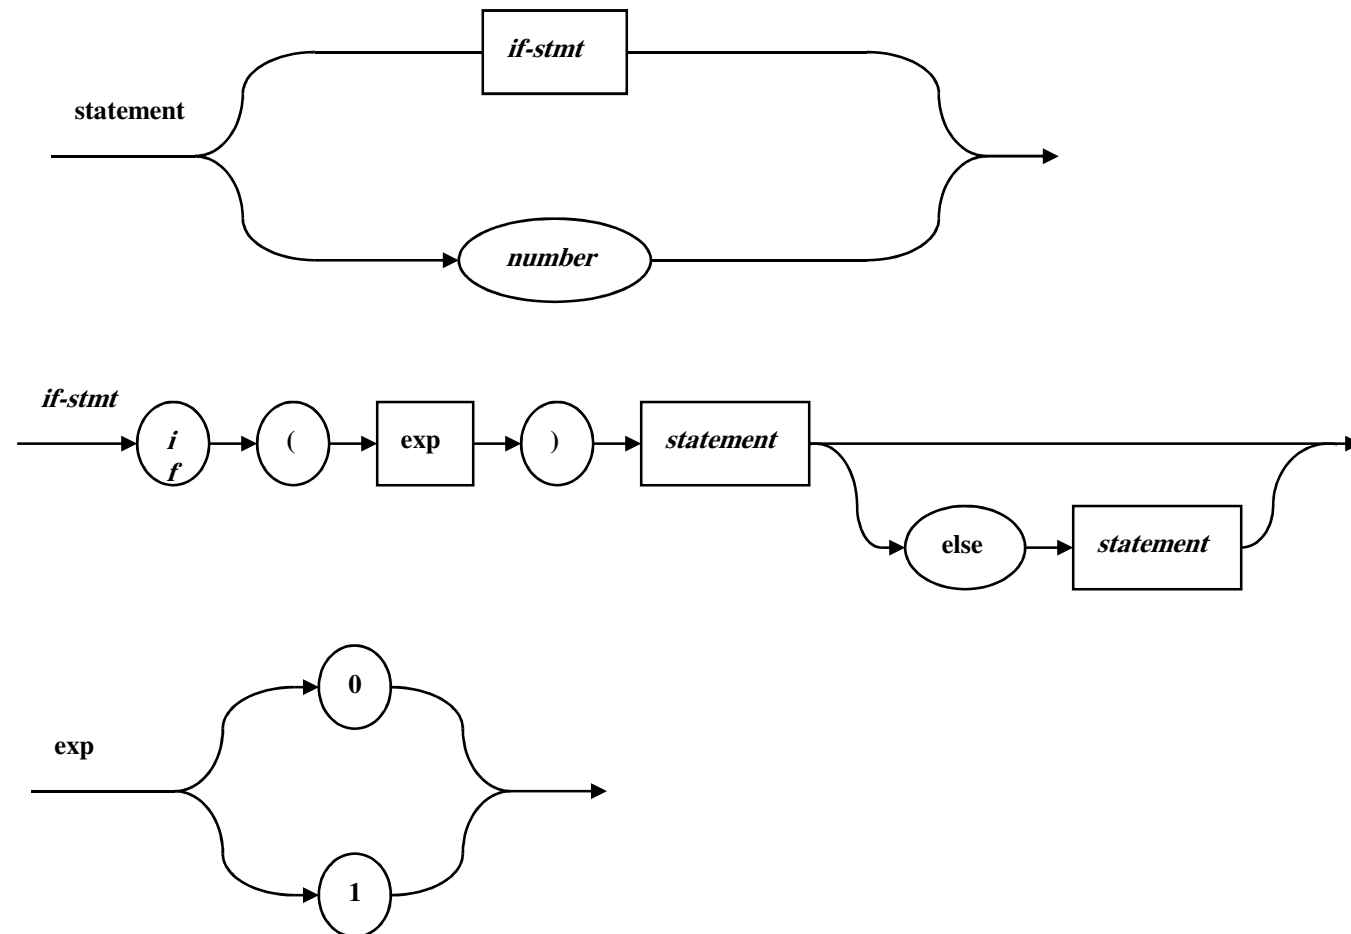 if-stmt
statement
number
if-stmt
i
f
(
exp
)
statement
else
statement
0
exp
1